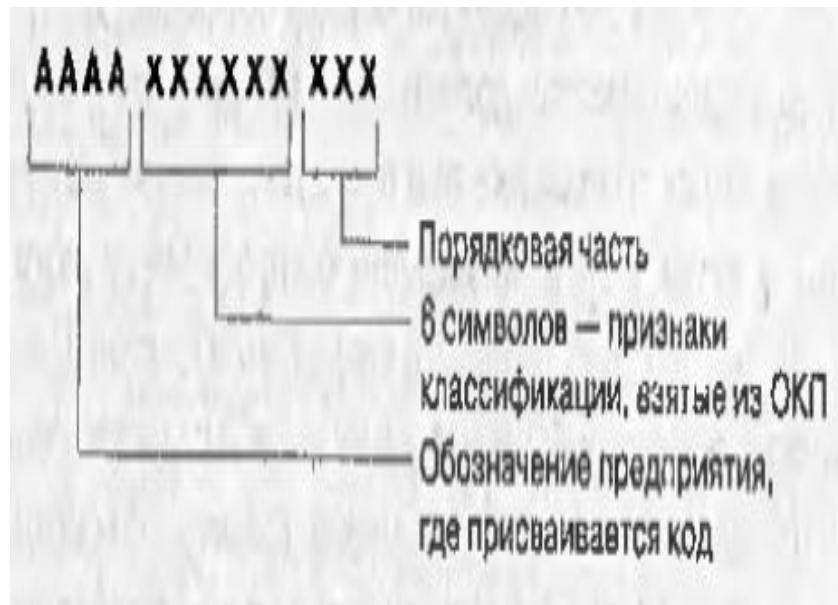 АААА ХХХХХХ ХХХ
Порядковая часть
6 символов — признаки
классификации, взятые из ОКП
Обозначение предприятия,
где присваивается код